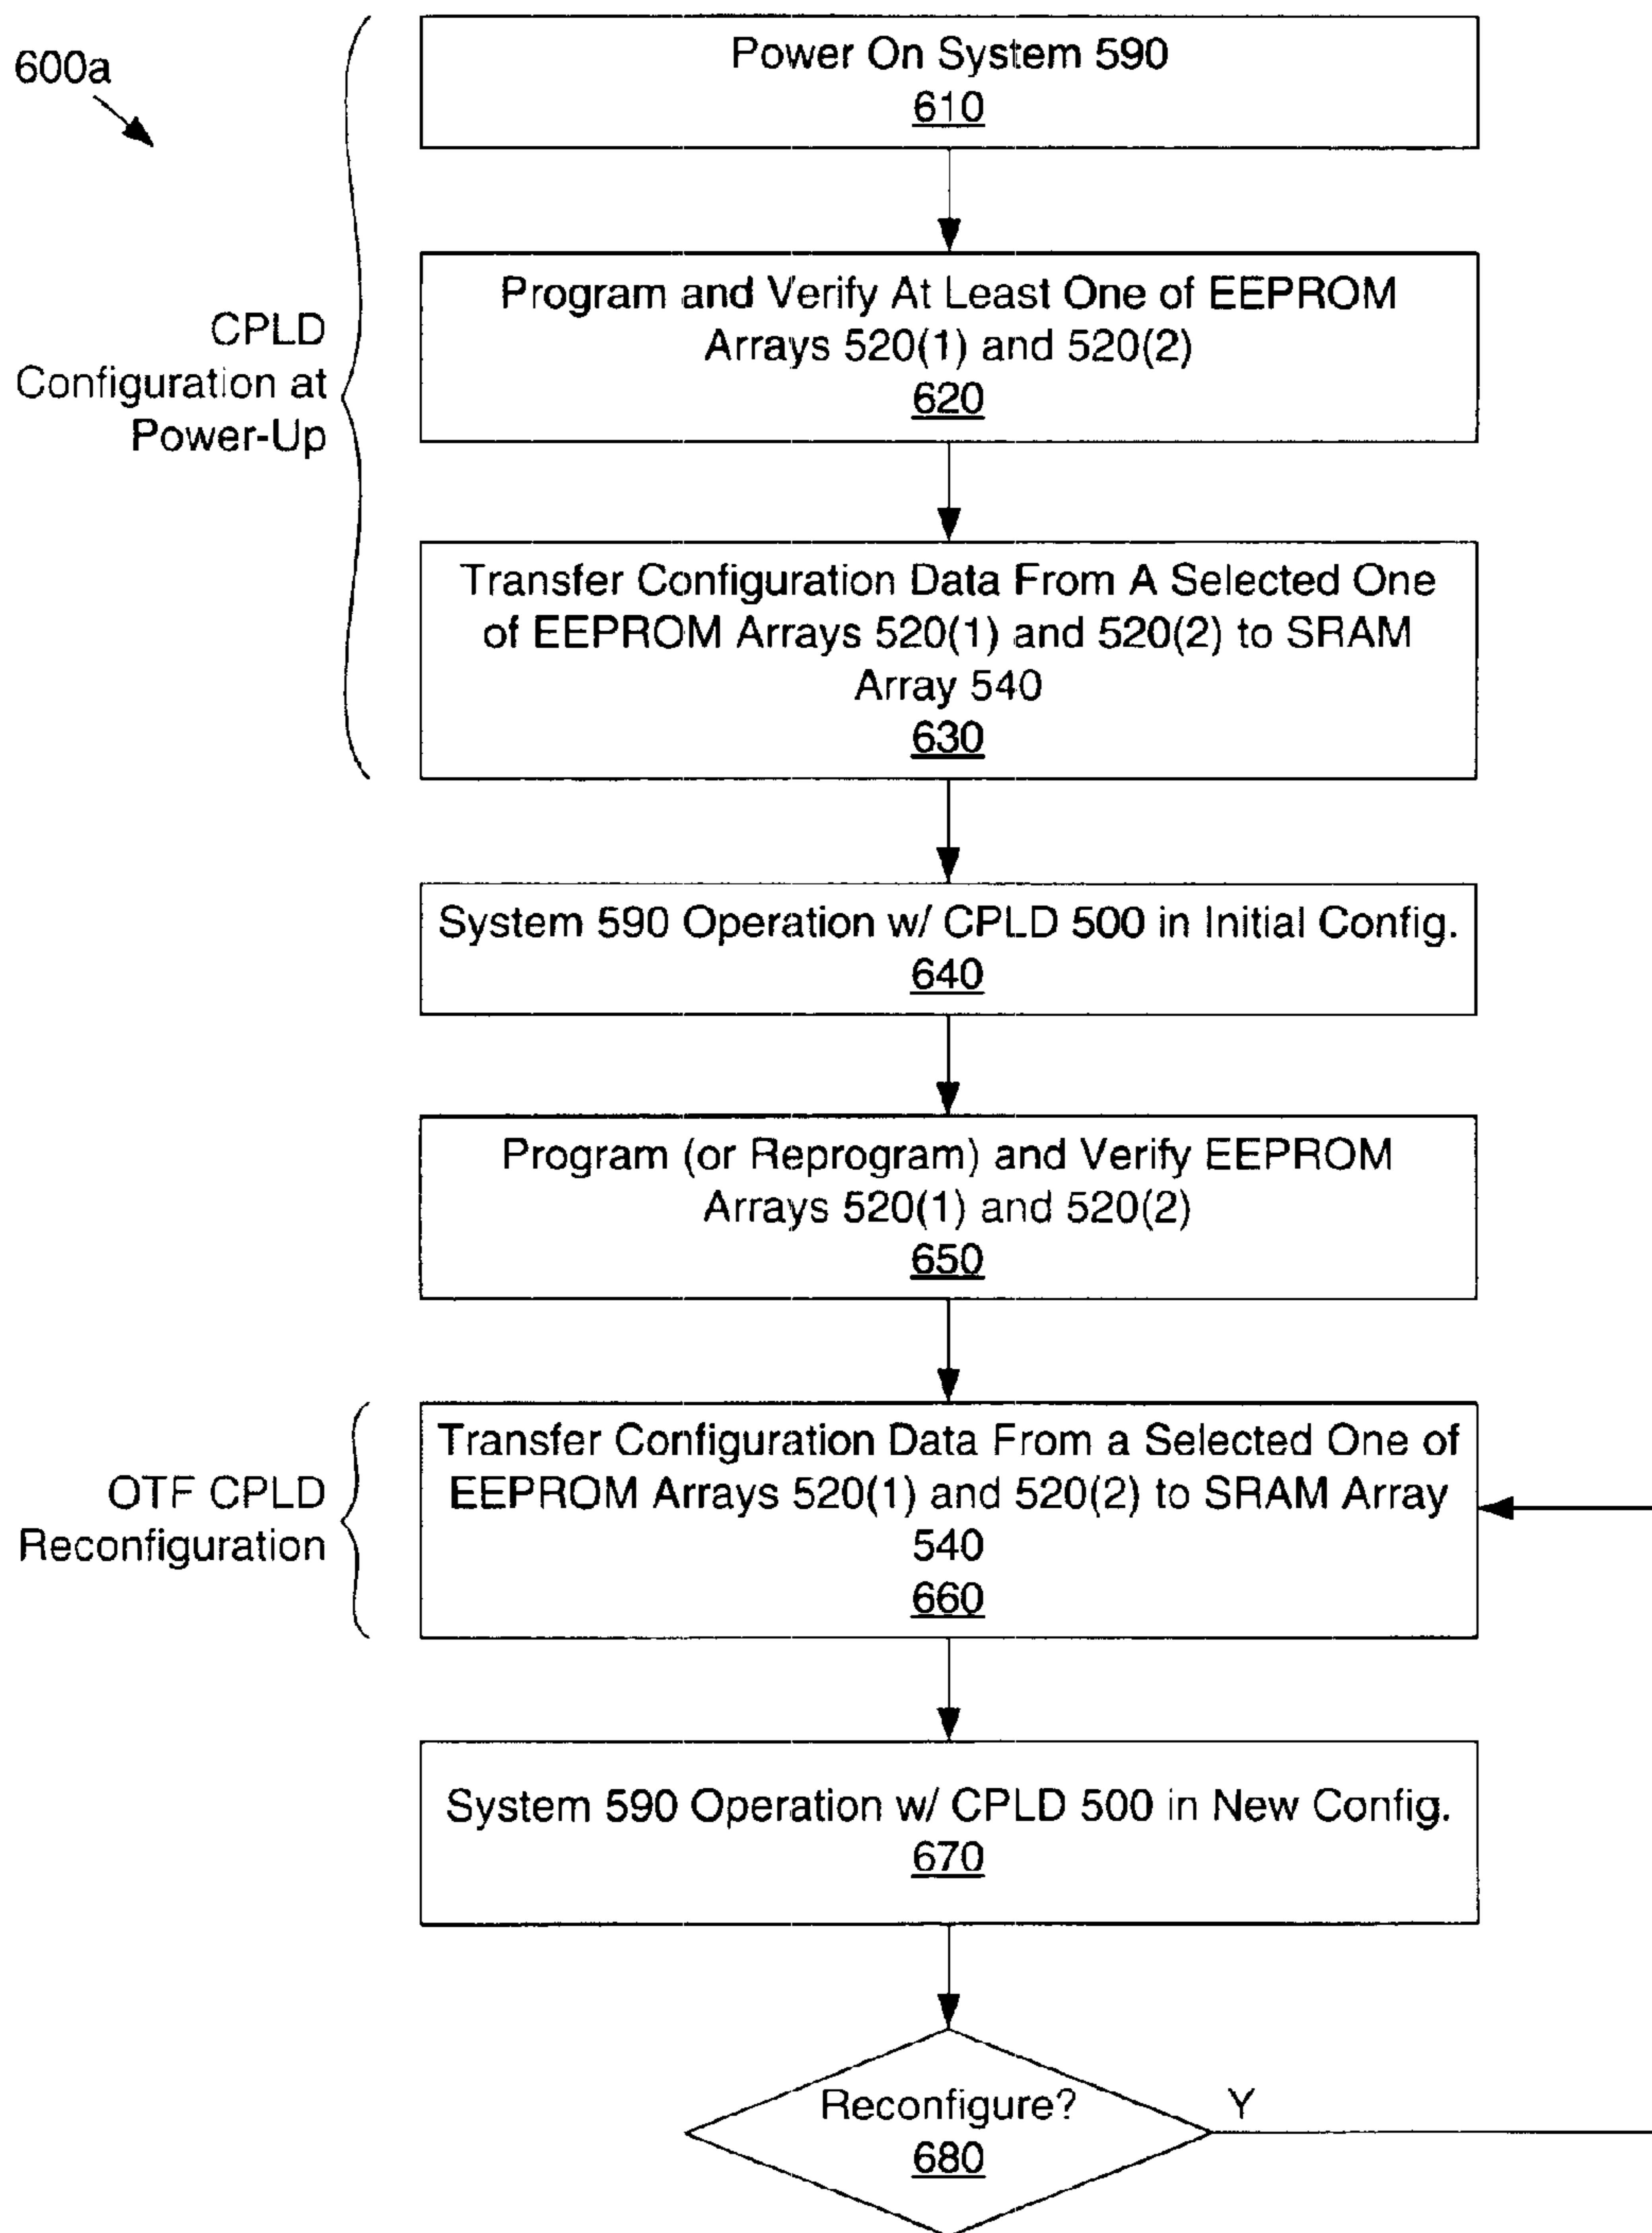 600a
Power On System 590
610
Program and Verify At Least One of EEPROM
Arrays 520(1) and 520(2)
620
CPLD
Configuration at
Power-Up
Transfer Configuration Data From A Selected One
of EEPROM Arrays 520(1) and 520(2) to SRAM
Array 540
630
System 590 Operation w/ CPLD 500 in Initial Config.
640
Program (or Reprogram) and Verify EEPROM
Arrays 520(1) and 520(2)
650
OTF CPLD
Reconfiguration
Transfer Configuration Data From a Selected One of
EEPROM Arrays 520(1) and 520(2) to SRAM Array
540
660
System 590 Operation w/ CPLD 500 in New Config.
670
Reconfigure?
680
Y